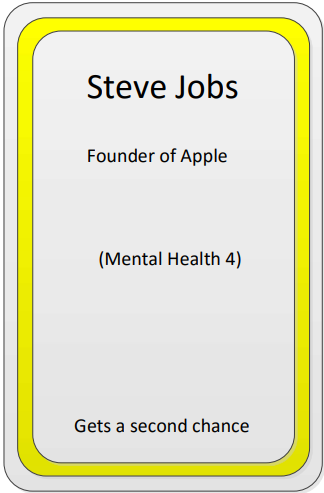 Steve Jobs
Founder of Apple
(Mental Health 4)
Gets a second chance